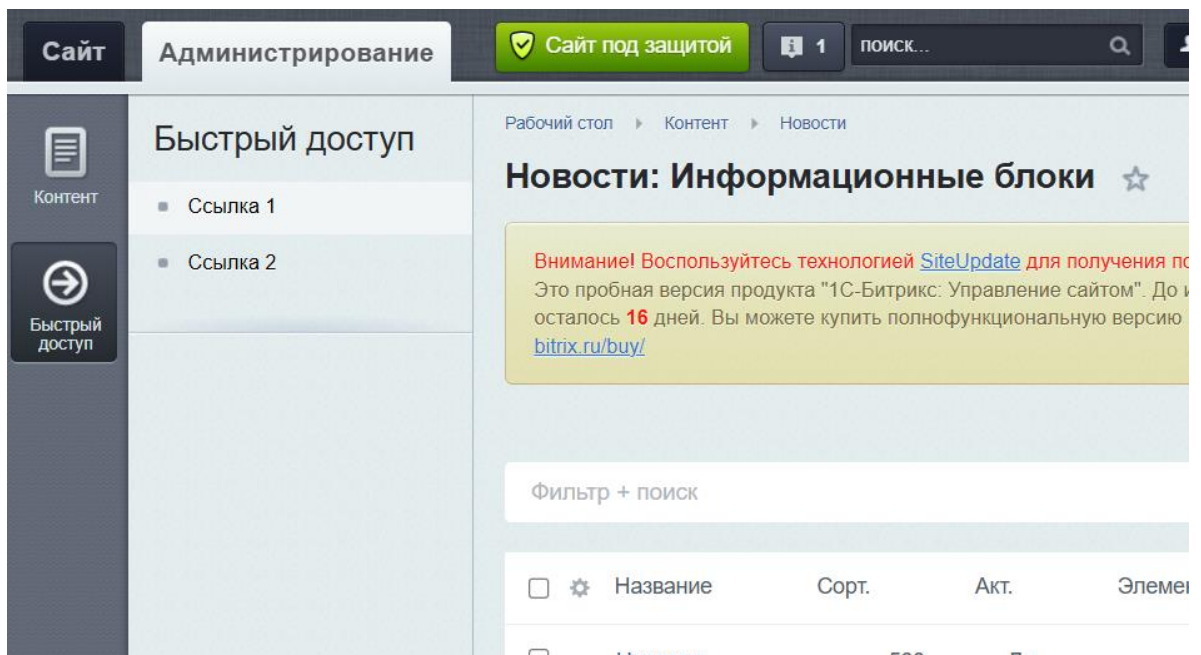 Сайт
Администрирование
Сайт под защитой
1
поиск...
Контент
Быстрый
доступ
Быстрый доступ
Ссылка 1
Ссылка 2
Рабочий стол
Контент
Новости
Новости: Информационные блоки
Внимание! Воспользуйтесь технологией SiteUpdate для получения по
Это пробная версия продукта "1С-Битрикс: Управление сайтом". До и
осталось 16 дней. Вы можете купить полнофункциональную версию
bitrix.ru/buy/
Фильтр + поиск
Название Сорт. Акт. Элемен